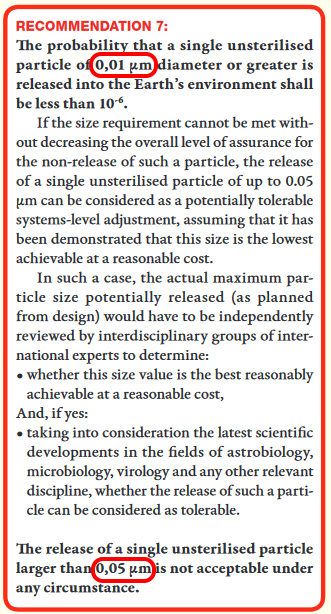 RECOMMENDATION 7:
The probability that a single unsterilised
particle of 0,01 μm diameter or greater is
released into the Earth’s environment shall
be less than 10⁻⁶.
If the size requirement cannot be met with-
out decreasing the overall level of assurance for
the non-release of such a particle, the release
of a single unsterilised particle of up to 0.05
μm can be considered as a potentially tolerable
systems-level adjustment, assuming that it has
been demonstrated that this size is the lowest
achievable at a reasonable cost.
In such a case, the actual maximum par-
ticle size potentially released (as planned
from design) would have to be independently
reviewed by interdisciplinary groups of inter-
national experts to determine:
• whether this size value is the best reasonably
achievable at a reasonable cost,
And, if yes:
• taking into consideration the latest scientific
developments in the fields of astrobiology,
microbiology, virology and any other relevant
discipline, whether the release of such a parti-
cle can be considered as tolerable.
The release of a single unsterilised particle
larger than 0,05 μm is not acceptable under
any circumstance.